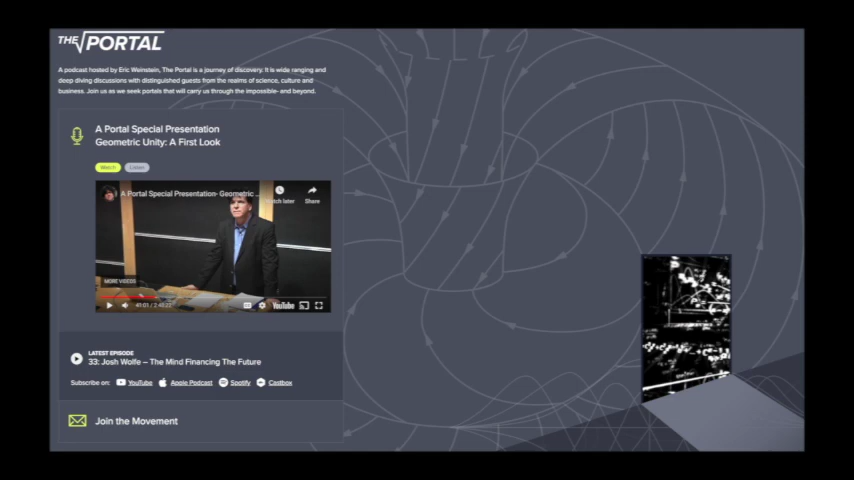 THE PORTAL
A podcast hosted by Eric Weinstein, The Portal is a journey of discovery. It is wide ranging and
deep diving discussions with distinguished guests from the realms of science, culture and
business. Join us as we seek portals that will carry us through the impossible- and beyond.
A Portal Special Presentation
Geometric Unity: A First Look
Watch Listen
A Portal Special Presentation- Geometric ...
Watch later Share
MORE VIDEOS
YouTube
LATEST EPISODE
33: Josh Wolfe – The Mind Financing The Future
Subscribe on: YouTube Apple Podcast Spotify Castbox
Join the Movement